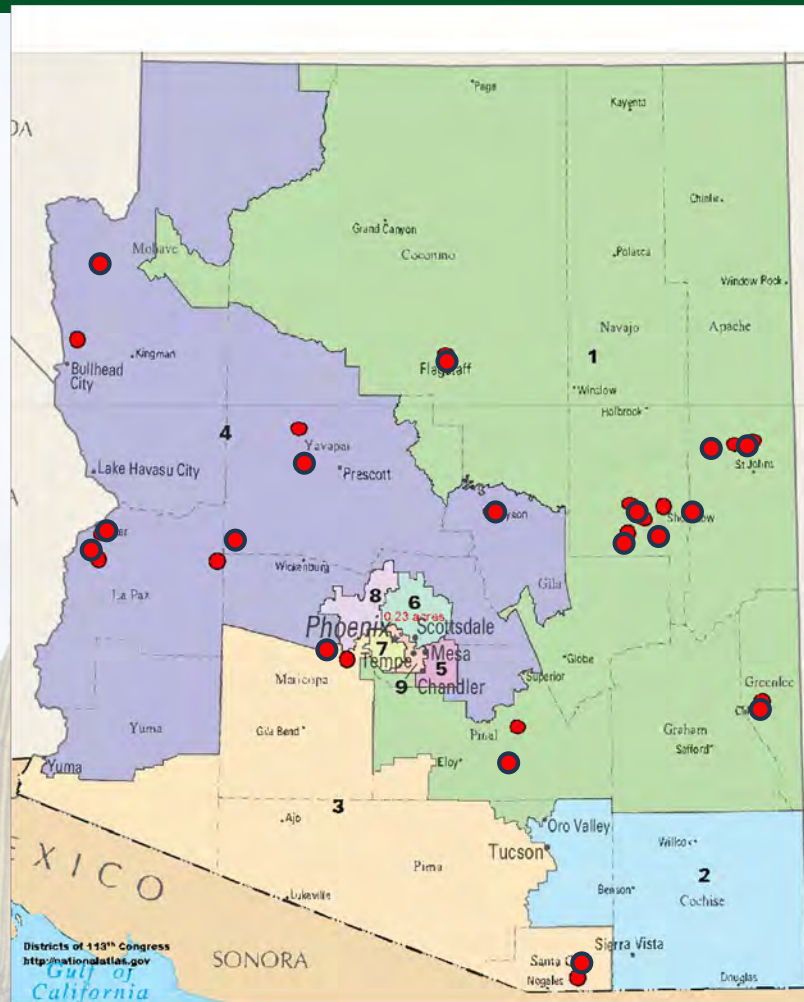 Page
Kayenta
Chinle
Grand Canyon
Mohave
Coconino
Polacca
Window Rock
Navajo
Apache
1
Kingman
Flagstaff
Bullhead
City
Winslow
Holbrook
4
Yavapai
Lake Havasu City
Prescott
St Johns
La Paz
Wickenburg
Gila
8
6
0.23 acres
Phoenix
Scottsdale
7
Tempe
Mesa
5
Globe
Superior
9
Chandler
Maricopa
Greenlee
Yuma
Gila Bend
Pinal
Graham
Safford
Yuma
Eloy
3
Ajo
Oro Valley
Tucson
Willcox
Pima
2
Benson
Cochise
EXICO
Lukeville
Sierra Vista
Santa C
Nogales
Douglas
SONORA
Districts of 113th Congress
http://nationalatlas.gov
Gulf of
California